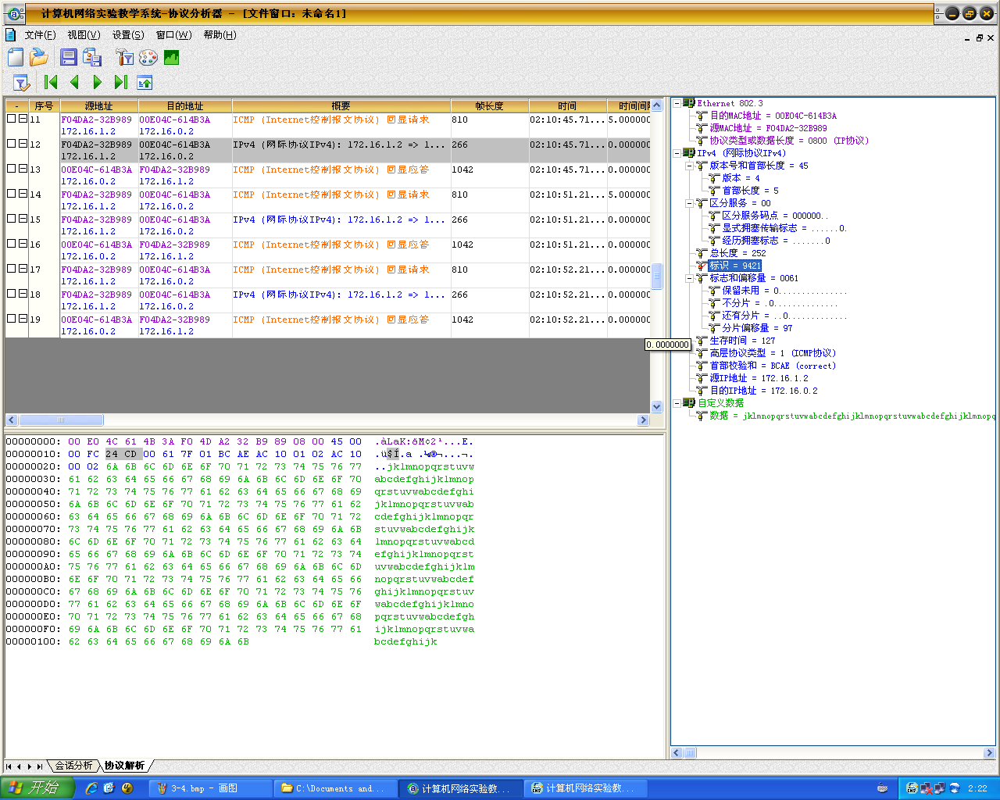 计算机网络实验教学系统-协议分析器 - [文件窗口: 未命名1]
文件(F) 视图(V) 设置(S) 窗口(W) 帮助(H)
- 序号 源地址 目的地址 概要 帧长度 时间 时间间
11 F04DA2-32B989 00E04C-614B3A ICMP (Internet控制报文协议) 回显请求 810 02:10:45.71... 5.000000
172.16.1.2 172.16.0.2
12 F04DA2-32B989 00E04C-614B3A IPv4 (网际协议IPv4): 172.16.1.2 => 1... 266 02:10:45.71... 0.000000
172.16.1.2 172.16.0.2
13 00E04C-614B3A F04DA2-32B989 ICMP (Internet控制报文协议) 回显应答 1042 02:10:45.71... 0.000000
172.16.0.2 172.16.1.2
14 F04DA2-32B989 00E04C-614B3A ICMP (Internet控制报文协议) 回显请求 810 02:10:51.21... 5.000000
172.16.1.2 172.16.0.2
15 F04DA2-32B989 00E04C-614B3A IPv4 (网际协议IPv4): 172.16.1.2 => 1... 266 02:10:51.21... 0.000000
172.16.1.2 172.16.0.2
16 00E04C-614B3A F04DA2-32B989 ICMP (Internet控制报文协议) 回显应答 1042 02:10:51.21... 0.000000
172.16.0.2 172.16.1.2
17 F04DA2-32B989 00E04C-614B3A ICMP (Internet控制报文协议) 回显请求 810 02:10:52.21... 0.000000
172.16.1.2 172.16.0.2
18 F04DA2-32B989 00E04C-614B3A IPv4 (网际协议IPv4): 172.16.1.2 => 1... 266 02:10:52.21... 0.000000
172.16.1.2 172.16.0.2
19 00E04C-614B3A F04DA2-32B989 ICMP (Internet控制报文协议) 回显应答 1042 02:10:52.21... 0.000000
172.16.0.2 172.16.1.2
0.0000000
Ethernet 802.3
目的MAC地址 = 00E04C-614B3A
源MAC地址 = F04DA2-32B989
协议类型或数据长度 = 0800 (IP协议)
IPv4 (网际协议IPv4)
版本号和首部长度 = 45
版本 = 4
首部长度 = 5
区分服务 = 00
区分服务码点 = 000000..
显式拥塞传输标志 = ......0.
经历拥塞标志 = .......0
总长度 = 252
标识 = 9421
标志和偏移量 = 0061
保留未用 = 0...............
不分片 = .0..............
还有分片 = ..0.............
分片偏移量 = 97
生存时间 = 127
高层协议类型 = 1 (ICMP协议)
首部校验和 = BCAE (correct)
源IP地址 = 172.16.1.2
目的IP地址 = 172.16.0.2
自定义数据
数据 = jklmnopqrstuvwabcdefghijklmnopqrstuvwabcdefghijklmnopq
00000000: 00 E0 4C 61 4B 3A F0 4D A2 32 B9 89 08 00 45 00 .àLaK:ðM¢2¹...E.
00000010: 00 FC 24 CD 00 61 7F 01 BC AE AC 10 01 02 AC 10 .ü$Í.a .¼®¬...¬.
00000020: 00 02 6A 6B 6C 6D 6E 6F 70 71 72 73 74 75 76 77 ..jklmnopqrstuvw
00000030: 61 62 63 64 65 66 67 68 69 6A 6B 6C 6D 6E 6F 70 abcdefghijklmnop
00000040: 71 72 73 74 75 76 77 61 62 63 64 65 66 67 68 69 qrstuvwabcdefghi
00000050: 6A 6B 6C 6D 6E 6F 70 71 72 73 74 75 76 77 61 62 jklmnopqrstuvwab
00000060: 63 64 65 66 67 68 69 6A 6B 6C 6D 6E 6F 70 71 72 cdefghijklmnopqr
00000070: 73 74 75 76 77 61 62 63 64 65 66 67 68 69 6A 6B stuvwabcdefghijk
00000080: 6C 6D 6E 6F 70 71 72 73 74 75 76 77 61 62 63 64 lmnopqrstuvwabcd
00000090: 65 66 67 68 69 6A 6B 6C 6D 6E 6F 70 71 72 73 74 efghijklmnopqrst
000000A0: 75 76 77 61 62 63 64 65 66 67 68 69 6A 6B 6C 6D uvwabcdefghijklm
000000B0: 6E 6F 70 71 72 73 74 75 76 77 61 62 63 64 65 66 nopqrstuvwabcdef
000000C0: 67 68 69 6A 6B 6C 6D 6E 6F 70 71 72 73 74 75 76 ghijklmnopqrstuv
000000D0: 77 61 62 63 64 65 66 67 68 69 6A 6B 6C 6D 6E 6F wabcdefghijklmno
000000E0: 70 71 72 73 74 75 76 77 61 62 63 64 65 66 67 68 pqrstuvwabcdefgh
000000F0: 69 6A 6B 6C 6D 6E 6F 70 71 72 73 74 75 76 77 61 ijklmnopqrstuvwa
00000100: 62 63 64 65 66 67 68 69 6A 6B bcdefghijk
会话分析 协议解析
开始 3-4.bmp - 画图 C:\Documents and... 计算机网络实验教... 计算机网络实验教... 2:22